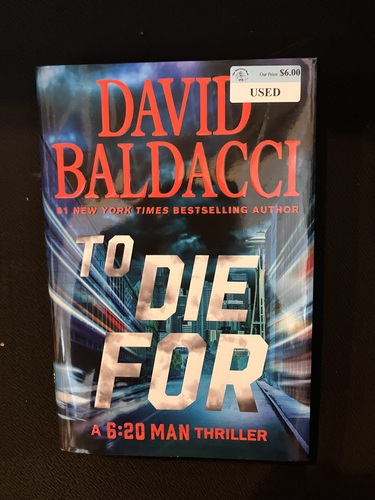 Our Price: $6.00
USED
DAVID
BALDACCI
#1 NEW YORK TIMES BESTSELLING AUTHOR
TO
DIE
FOR
A 6:20 MAN THRILLER